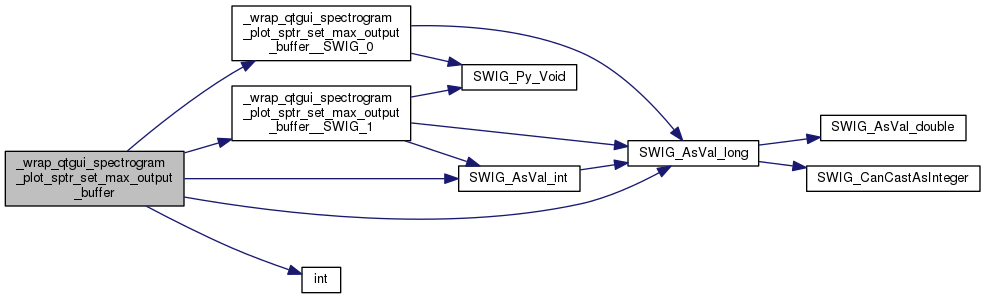 _wrap_qtgui_spectrogram
_plot_sptr_set_max_output
_buffer__SWIG_0
SWIG_Py_Void
_wrap_qtgui_spectrogram
_plot_sptr_set_max_output
_buffer__SWIG_1
SWIG_AsVal_double
SWIG_AsVal_long
_wrap_qtgui_spectrogram
_plot_sptr_set_max_output
_buffer
SWIG_AsVal_int
SWIG_CanCastAsInteger
int